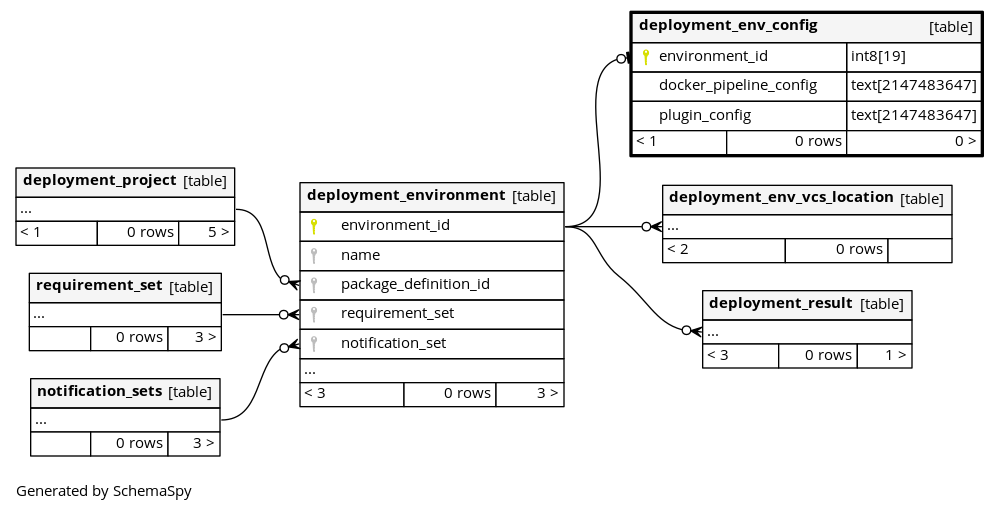 deployment_env_config [table]
environment_id int8[19]
docker_pipeline_config text[2147483647]
plugin_config text[2147483647]
< 1 0 rows 0 >
deployment_project [table]
...
< 1 0 rows 5 >
requirement_set [table]
...
0 rows 3 >
notification_sets [table]
...
0 rows 3 >
deployment_environment [table]
environment_id
name
package_definition_id
requirement_set
notification_set
...
< 3 0 rows 3 >
deployment_env_vcs_location [table]
...
< 2 0 rows
deployment_result [table]
...
< 3 0 rows 1 >
Generated by SchemaSpy